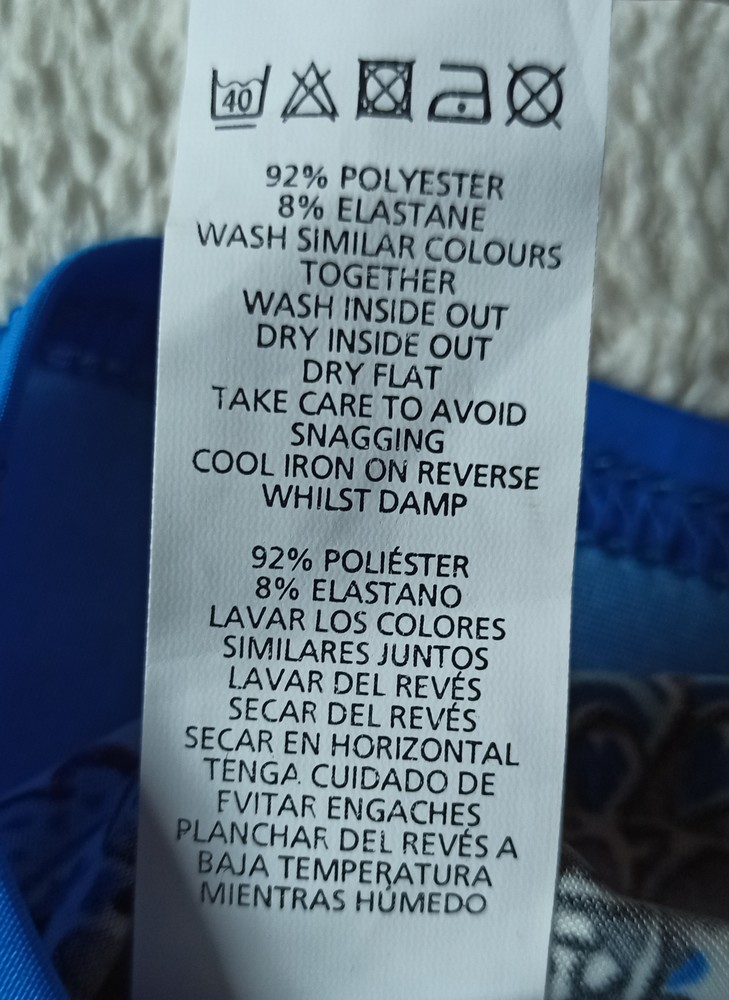 40
92% POLYESTER
8% ELASTANE
WASH SIMILAR COLOURS
TOGETHER
WASH INSIDE OUT
DRY INSIDE OUT
DRY FLAT
TAKE CARE TO AVOID
SNAGGING
COOL IRON ON REVERSE
WHILST DAMP
92% POLIÉSTER
8% ELASTANO
LAVAR LOS COLORES
SIMILARES JUNTOS
LAVAR DEL REVÉS
SECAR DEL REVÉS
SECAR EN HORIZONTAL
TENGA CUIDADO DE
FVITAR ENGACHES
PLANCHAR DEL REVÉS A
BAJA TEMPERATURA
MIENTRAS HÚMEDO